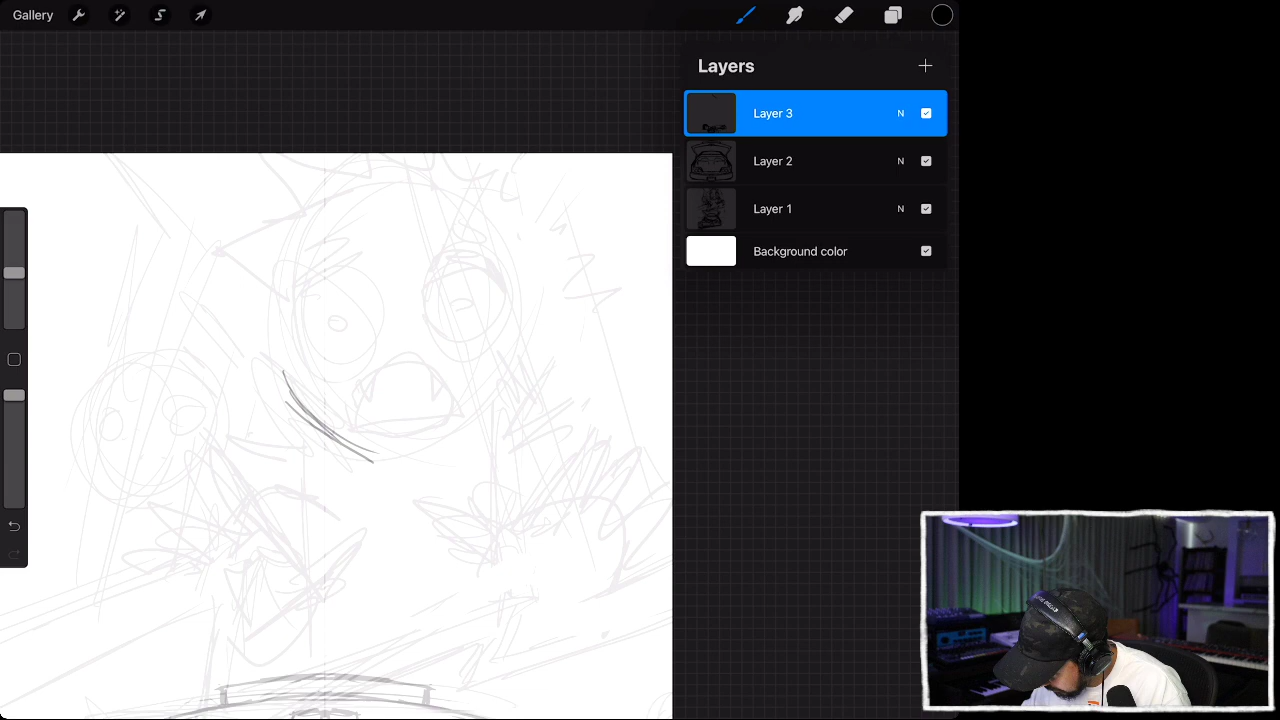 Gallery
Layers
Layer 3 N
Layer 2 N
Layer 1 N
Background color